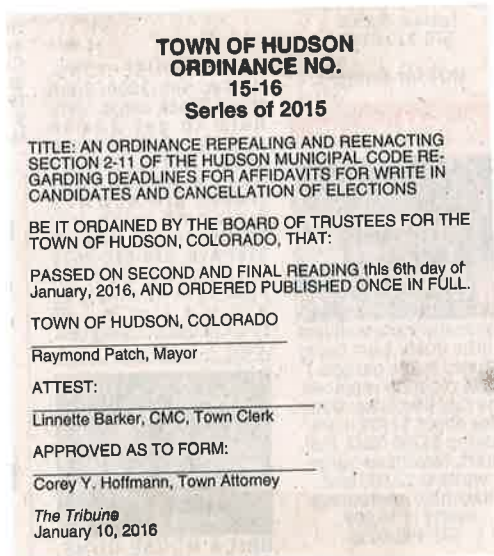 TOWN OF HUDSON
ORDINANCE NO.
15-16
Series of 2015
TITLE: AN ORDINANCE REPEALING AND REENACTING
SECTION 2-11 OF THE HUDSON MUNICIPAL CODE RE-
GARDING DEADLINES FOR AFFIDAVITS FOR WRITE IN
CANDIDATES AND CANCELLATION OF ELECTIONS
BE IT ORDAINED BY THE BOARD OF TRUSTEES FOR THE
TOWN OF HUDSON, COLORADO, THAT:
PASSED ON SECOND AND FINAL READING this 6th day of
January, 2016, AND ORDERED PUBLISHED ONCE IN FULL.
TOWN OF HUDSON, COLORADO
Raymond Patch, Mayor
ATTEST:
Linnette Barker, CMC, Town Clerk
APPROVED AS TO FORM:
Corey Y. Hoffmann, Town Attorney
The Tribune
January 10, 2016